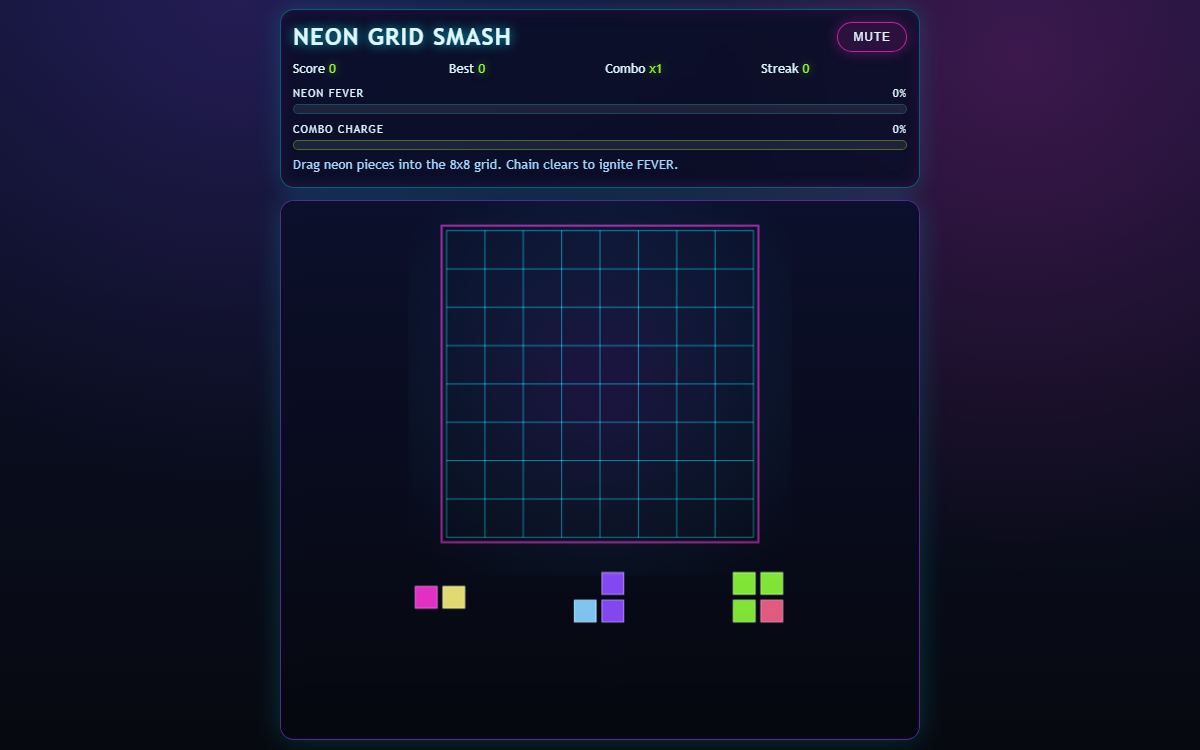 NEON GRID SMASH
MUTE
Score 0 Best 0 Combo x1 Streak 0
NEON FEVER 0%
COMBO CHARGE 0%
Drag neon pieces into the 8x8 grid. Chain clears to ignite FEVER.